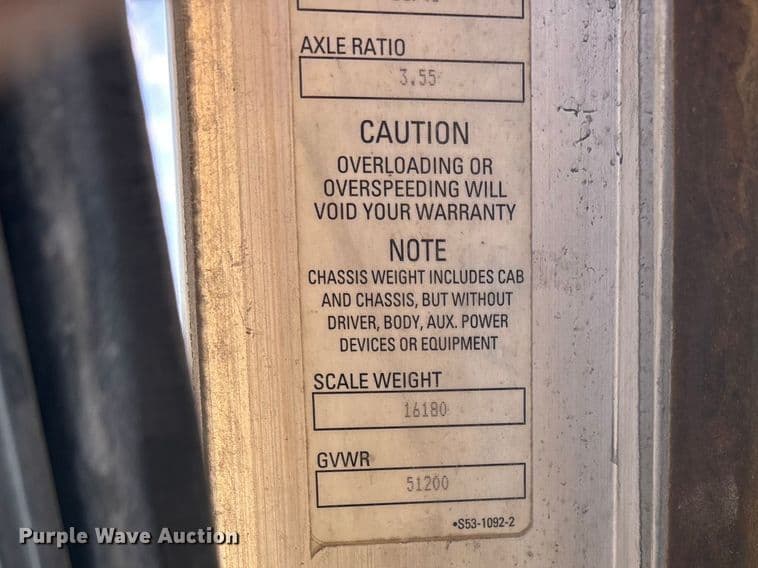 AXLE RATIO
3.55
CAUTION
OVERLOADING OR
OVERSPEEDING WILL
VOID YOUR WARRANTY
NOTE
CHASSIS WEIGHT INCLUDES CAB
AND CHASSIS, BUT WITHOUT
DRIVER, BODY, AUX. POWER
DEVICES OR EQUIPMENT
SCALE WEIGHT
16180
GVWR
51200
•S53-1092-2
Purple Wave Auction